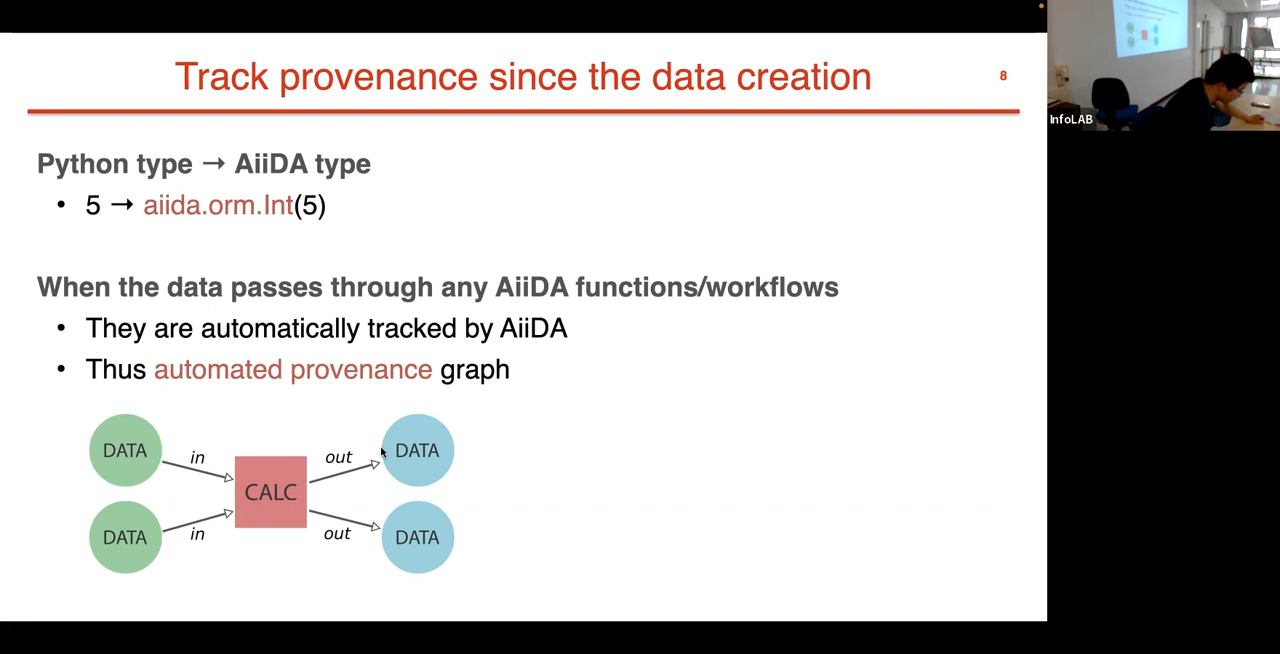 Track provenance since the data creation
8
InfoLAB
Python type → AiiDA type
• 5 → aiida.orm.Int(5)
When the data passes through any AiiDA functions/workflows
• They are automatically tracked by AiiDA
• Thus automated provenance graph
DATA
in
out
DATA
CALC
DATA
in
out
DATA